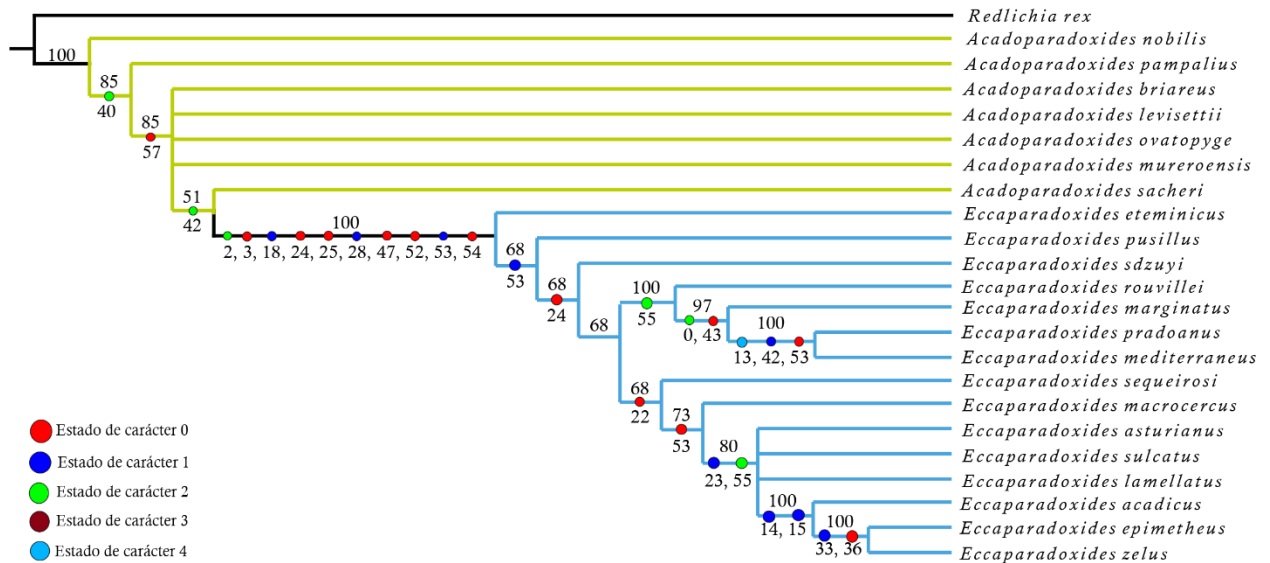 Redlichia rex
100
Acadoparadoxides nobilis
85
40
Acadoparadoxides pampalius
85
57
Acadoparadoxides briareus
Acadoparadoxides levisettii
Acadoparadoxides ovatopyge
Acadoparadoxides mureroensis
51
42
Acadoparadoxides sacheri
100
2, 3, 18, 24, 25, 28, 47, 52, 53, 54
Eccaparadoxides eteminicus
68
53
Eccaparadoxides pusillus
68
24
Eccaparadoxides sdzuyi
68
100
55
Eccaparadoxides rouvillei
97
0, 43
Eccaparadoxides marginatus
100
13, 42, 53
Eccaparadoxides pradoanus
Eccaparadoxides mediterraneus
68
22
Eccaparadoxides sequeirosi
73
53
Eccaparadoxides macrocercus
80
23, 55
Eccaparadoxides asturianus
Eccaparadoxides sulcatus
Eccaparadoxides lamellatus
100
14, 15
Eccaparadoxides acadicus
100
33, 36
Eccaparadoxides epimetheus
Eccaparadoxides zelus
Estado de carácter 0
Estado de carácter 1
Estado de carácter 2
Estado de carácter 3
Estado de carácter 4